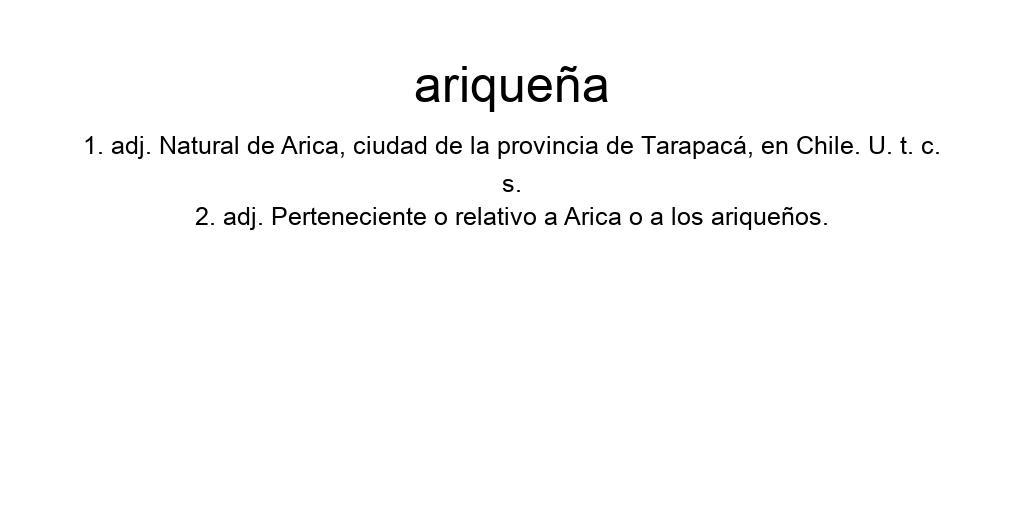 ariqueña
1. adj. Natural de Arica, ciudad de la provincia de Tarapacá, en Chile. U. t. c.
s.
2. adj. Perteneciente o relativo a Arica o a los ariqueños.